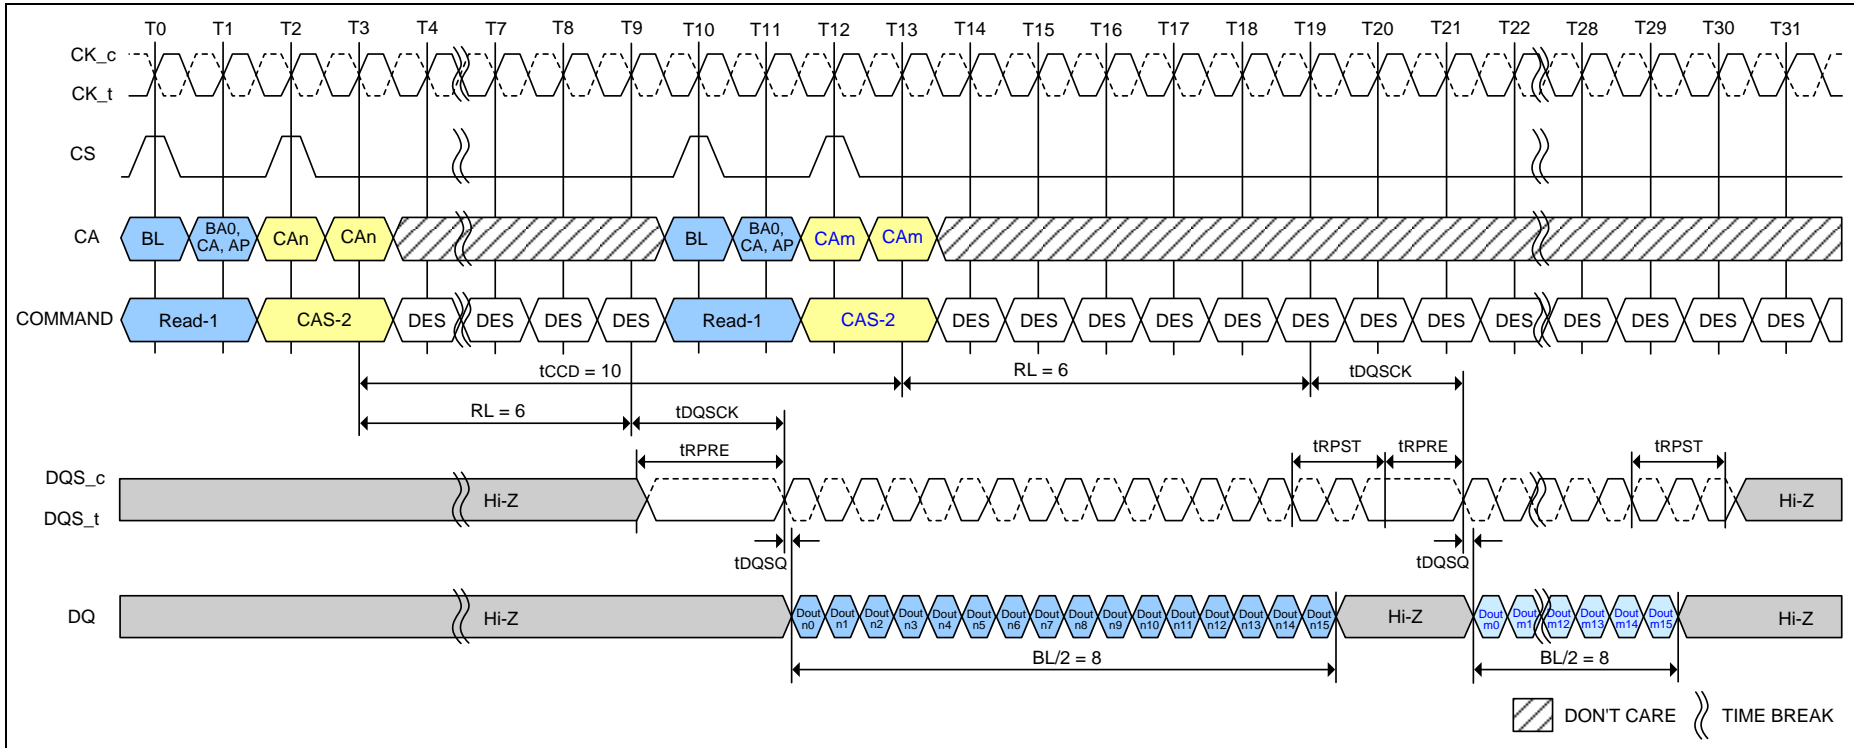 T0 T1 T2 T3 T4 T7 T8 T9 T10 T11 T12 T13 T14 T15 T16 T17 T18 T19 T20 T21 T22 T28 T29 T30 T31
CK_c
CK_t
CS
CA BL BA0, CA, AP CAn CAn BL BA0, CA, AP CAm CAm
COMMAND Read-1 CAS-2 DES DES DES DES Read-1 CAS-2 DES DES DES DES DES DES DES DES DES DES DES DES DES
tCCD = 10 RL = 6 tDQSCK
RL = 6 tDQSCK
tRPRE tRPST tRPRE tRPST
DQS_c
Hi-Z Hi-Z
DQS_t
tDQSQ tDQSQ
DQ Hi-Z Dout n0 Dout n1 Dout n2 Dout n3 Dout n4 Dout n5 Dout n6 Dout n7 Dout n8 Dout n9 Dout n10 Dout n11 Dout n12 Dout n13 Dout n14 Dout n15 Hi-Z Dout m0 Dout m1 Dout m12 Dout m13 Dout m14 Dout m15 Hi-Z
BL/2 = 8 BL/2 = 8
DON'T CARE TIME BREAK